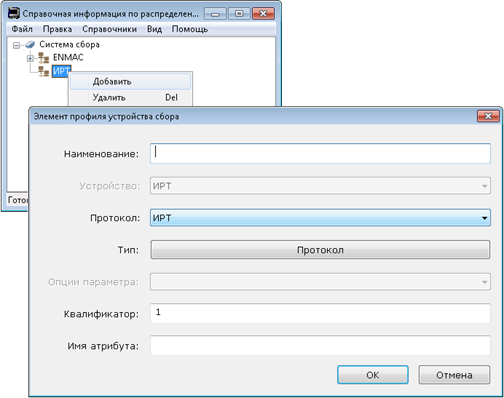 Справочная информация по распределен...
Файл Правка Справочники Вид Помощь
Система сбора
ENMAC
ИРТ
Добавить
Удалить Del
Элемент профиля устройства сбора
Наименование:
Устройство: ИРТ
Протокол: ИРТ
Тип: Протокол
Опции параметра:
Квалификатор: 1
Имя атрибута:
OK Отмена